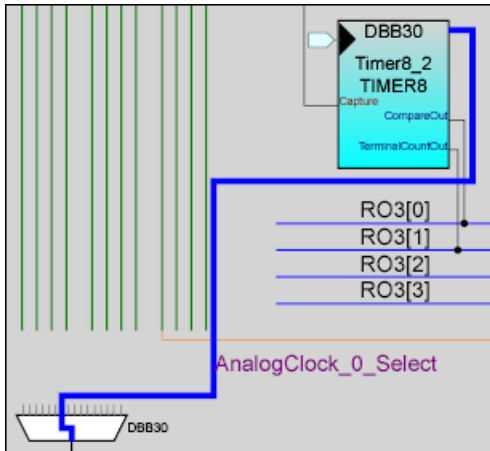 DBB30
Timer8_2
TIMER8
Capture
CompareOut
TerminalCountOut
RO3[0]
RO3[1]
RO3[2]
RO3[3]
AnalogClock_0_Select
DBB30